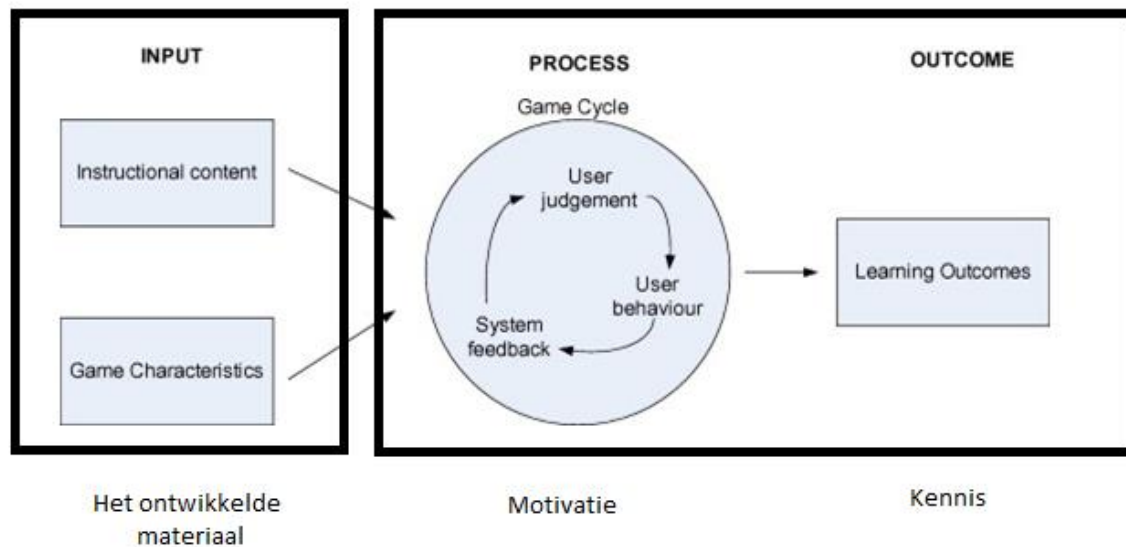 INPUT
Instructional content
Game Characteristics
PROCESS
Game Cycle
User
judgement
User
behaviour
System
feedback
OUTCOME
Learning Outcomes
Het ontwikkelde
materiaal
Motivatie
Kennis